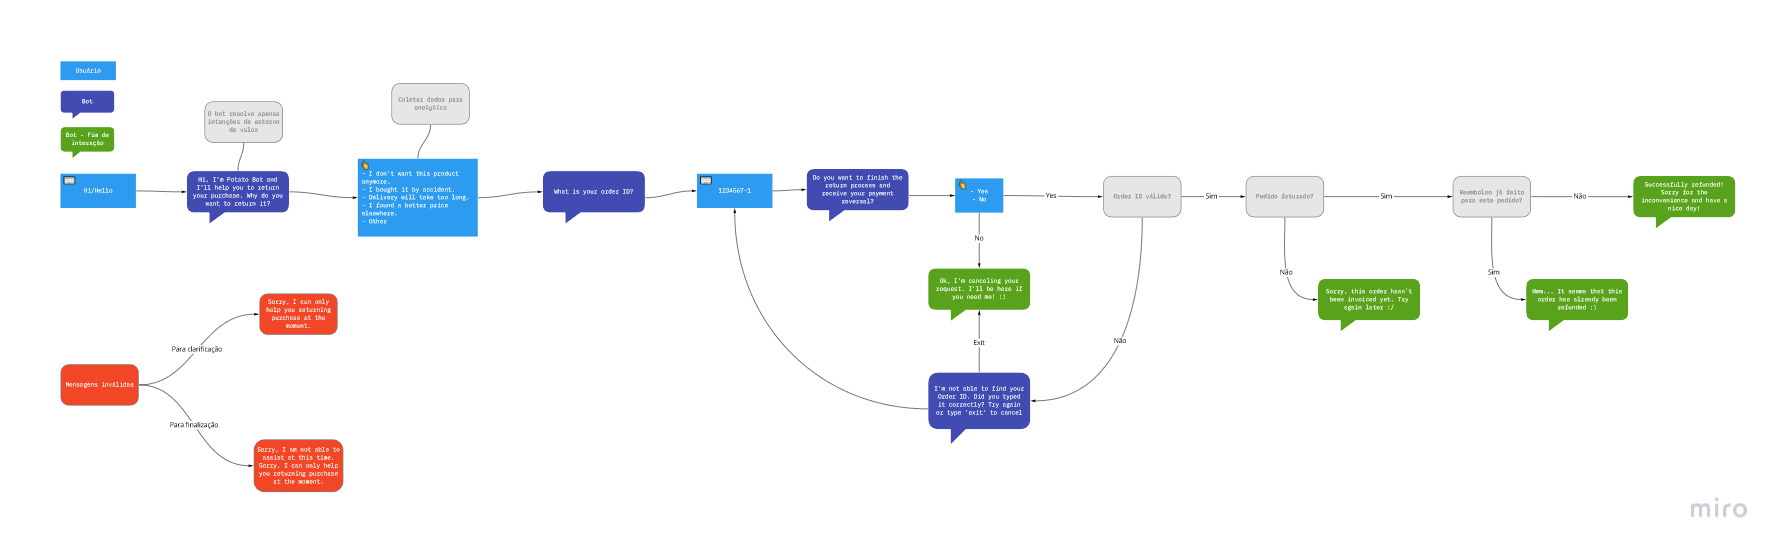 Usuário
Bot
Bot - Fim de
interação
O bot resolve apenas
intenções de estorno
de valor
Coletar dados para
analytics
Hi/Hello
Hi, I'm Potato Bot and
I'll help you to return
your purchase. Why do you
want to return it?
- I don't want this product
anymore.
- I bought it by accident.
- Delivery will take too long.
- I found a better price
elsewhere.
- Other
What is your order ID?
1234567-1
Do you want to finish the
return process and
receive your payment
reversal?
- Yes
- No
Yes
Order ID válido?
Sim
Pedido faturado?
Sim
Reembolso já feito
para este pedido?
Não
Successfully refunded!
Sorry for the
inconvenience and have a
nice day!
No
Não
Sim
Ok, I'm canceling your
request. I'll be here if
you need me! :)
Sorry, this order hasn't
been invoiced yet. Try
again later :/
Hmm... It seems that this
order has already been
refunded :)
Exit
Não
I'm not able to find your
Order ID. Did you typed
it correctly? Try again
or type 'exit' to cancel
Sorry, I can only
help you returning
purchase at the
moment.
Para clarificação
Mensagens inválidas
Para finalização
Sorry, I am not able to
assist at this time.
Sorry, I can only help
you returning purchase
at the moment.
miro